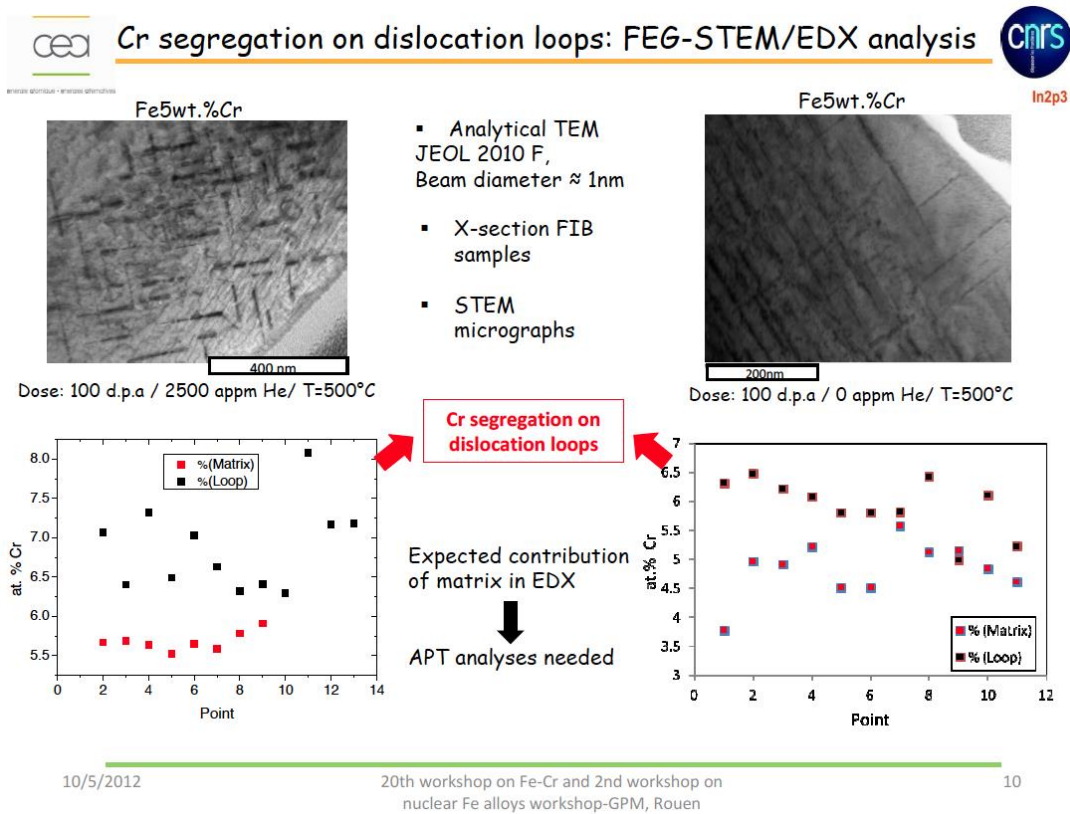 cea
Cr segregation on dislocation loops: FEG-STEM/EDX analysis
cnrs
energie atomique • energies alternatives
In2p3
Fe5wt.%Cr
400 nm
Dose: 100 d.p.a / 2500 appm He/ T=500°C
▪ Analytical TEM
JEOL 2010 F,
Beam diameter ≈ 1nm
▪ X-section FIB
samples
▪ STEM
micrographs
Fe5wt.%Cr
200nm
Dose: 100 d.p.a / 0 appm He/ T=500°C
Cr segregation on
dislocation loops
at. % Cr
8.0
7.5
7.0
6.5
6.0
5.5
%(Matrix)
%(Loop)
0 2 4 6 8 10 12 14
Point
Expected contribution
of matrix in EDX
APT analyses needed
at.% Cr
7
6.5
6
5.5
5
4.5
4
3.5
3
% (Matrix)
% (Loop)
0 2 4 6 8 10 12
Point
10/5/2012
20th workshop on Fe-Cr and 2nd workshop on
nuclear Fe alloys workshop-GPM, Rouen
10